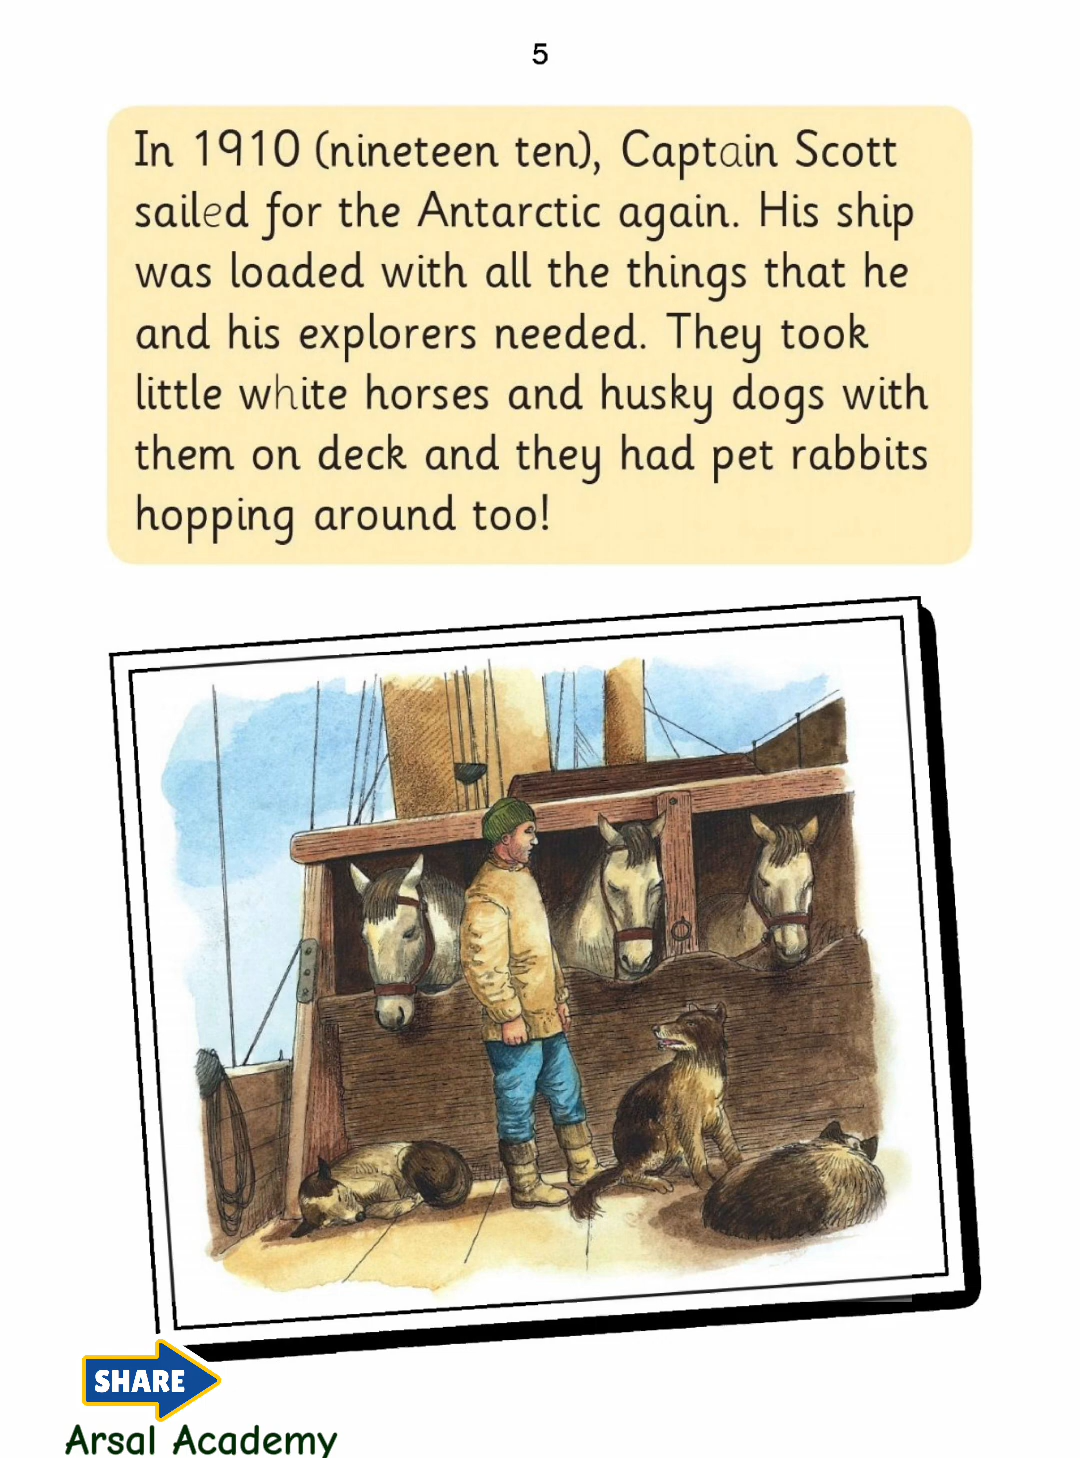 5
In 1910 (nineteen ten), Captain Scott
sailed for the Antarctic again. His ship
was loaded with all the things that he
and his explorers needed. They took
little white horses and husky dogs with
them on deck and they had pet rabbits
hopping around too!
SHARE
Arsal Academy